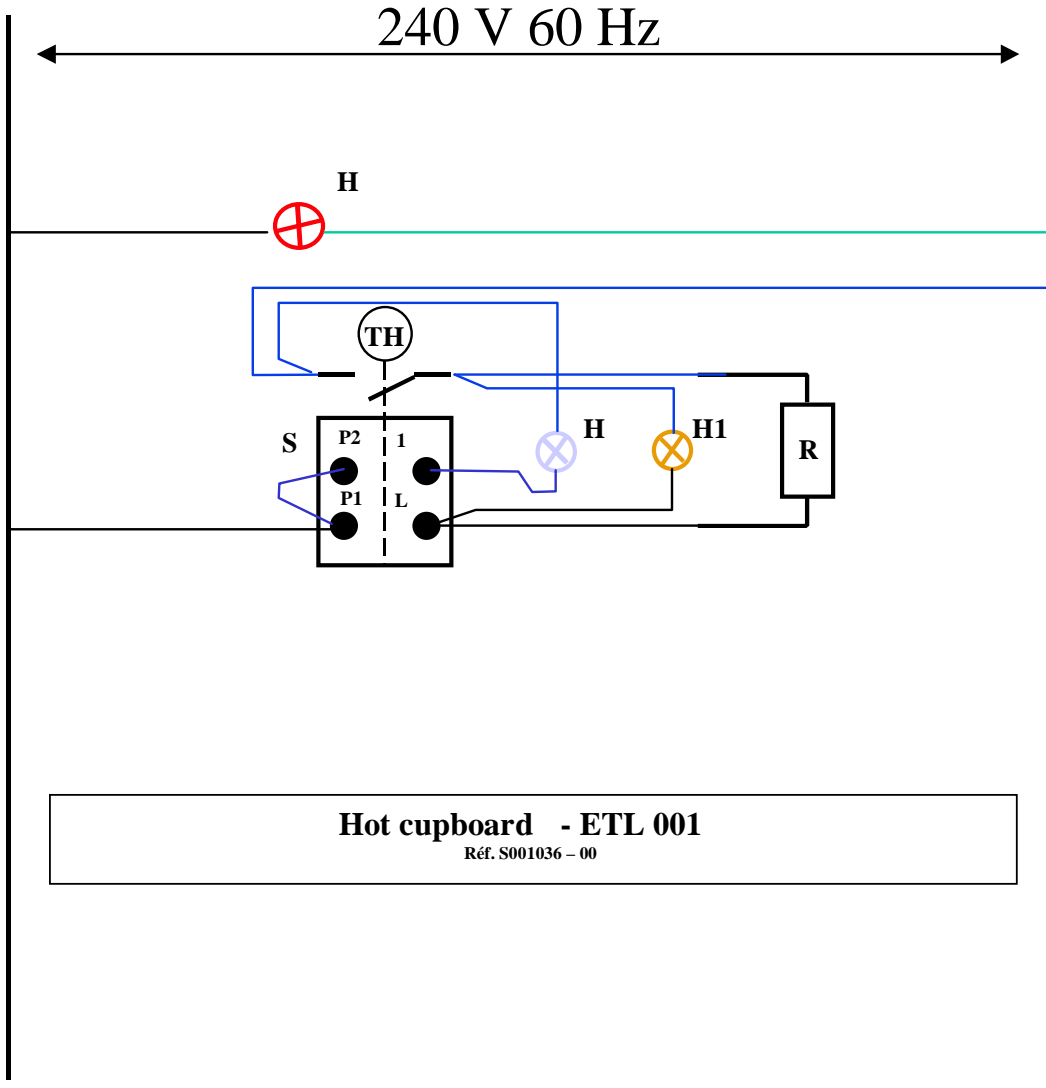 240 V 60 Hz
H
TH
S
P2
1
H
H1
R
P1
L
Hot cupboard - ETL 001
Réf. S001036 – 00